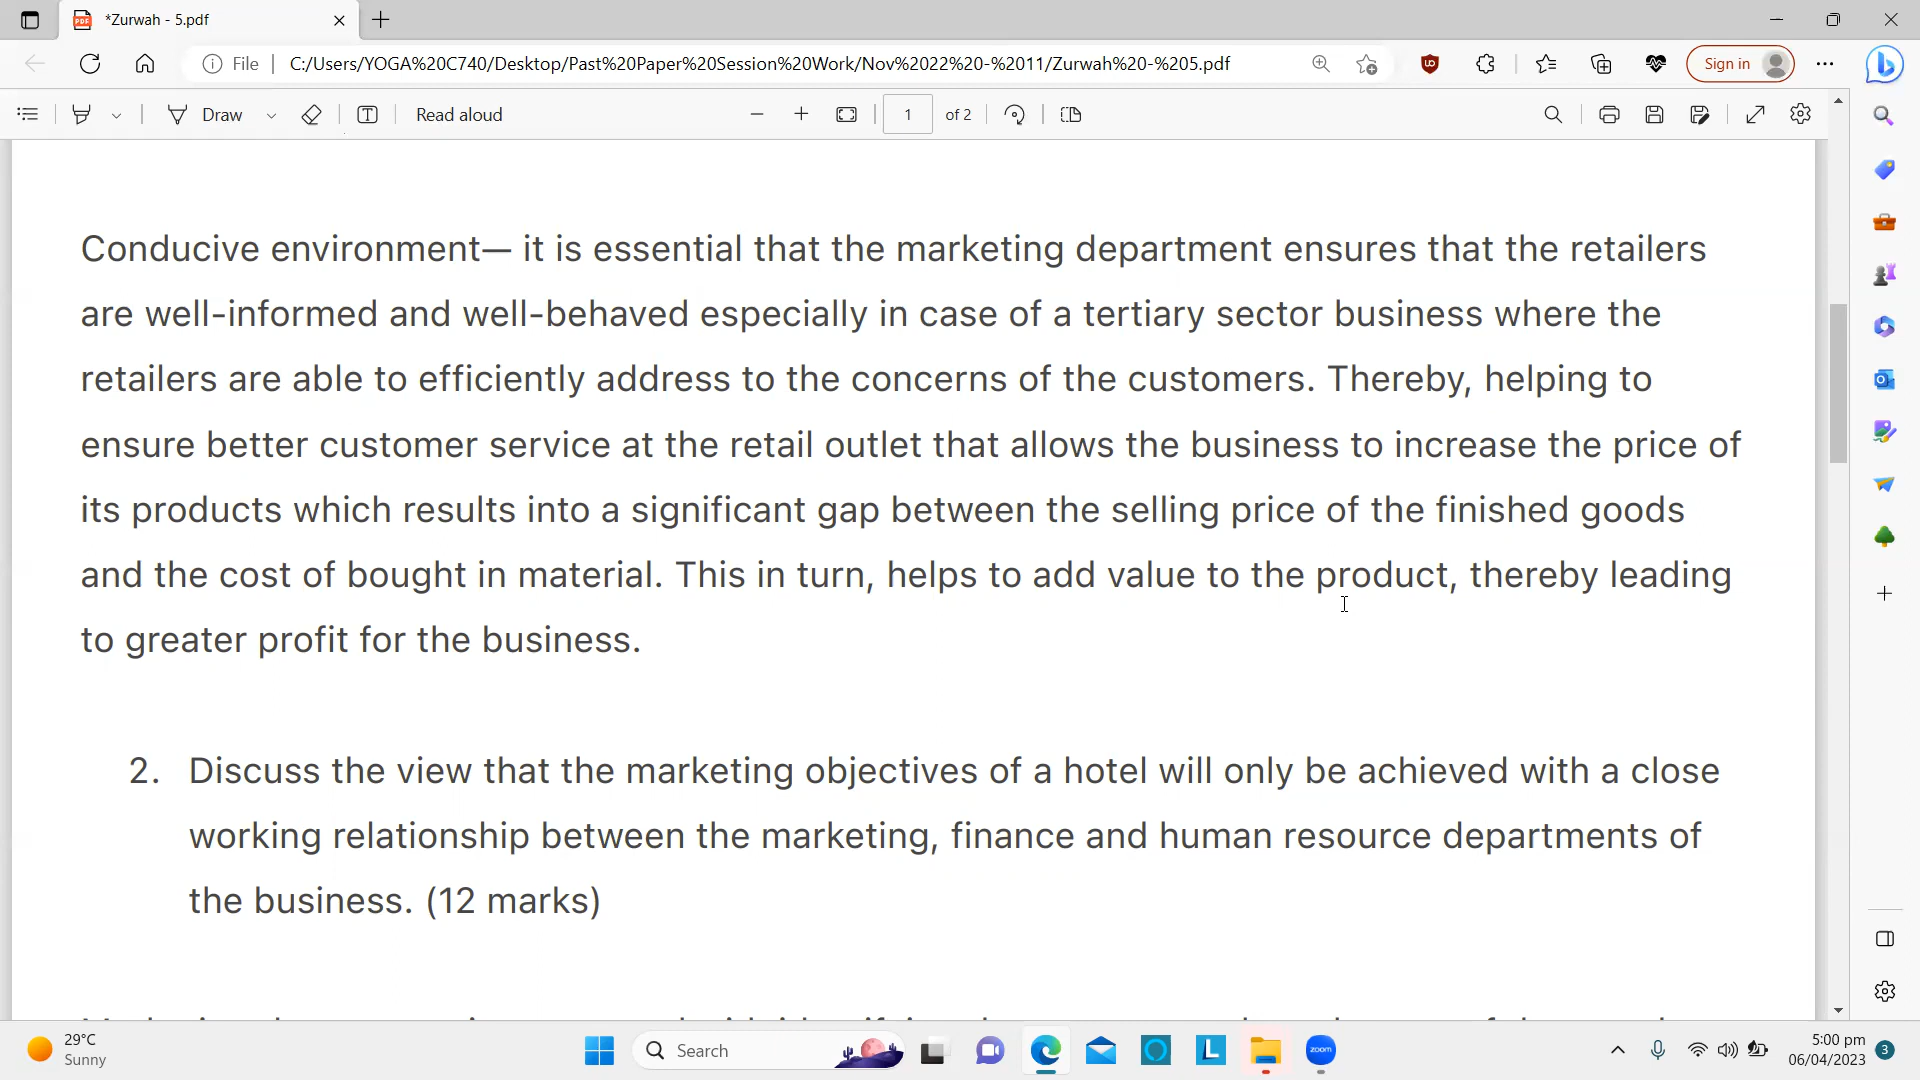 *Zurwah - 5.pdf
File
C:/Users/YOGA%20C740/Desktop/Past%20Paper%20Session%20Work/Nov%2022%20-%2011/Zurwah%20-%205.pdf
Sign in
Draw
Read aloud
1 of 2
Conducive environment— it is essential that the marketing department ensures that the retailers
are well-informed and well-behaved especially in case of a tertiary sector business where the
retailers are able to efficiently address to the concerns of the customers. Thereby, helping to
ensure better customer service at the retail outlet that allows the business to increase the price of
its products which results into a significant gap between the selling price of the finished goods
and the cost of bought in material. This in turn, helps to add value to the product, thereby leading
to greater profit for the business.
2. Discuss the view that the marketing objectives of a hotel will only be achieved with a close
working relationship between the marketing, finance and human resource departments of
the business. (12 marks)
29°C
Sunny
Search
zoom
5:00 pm
06/04/2023
3